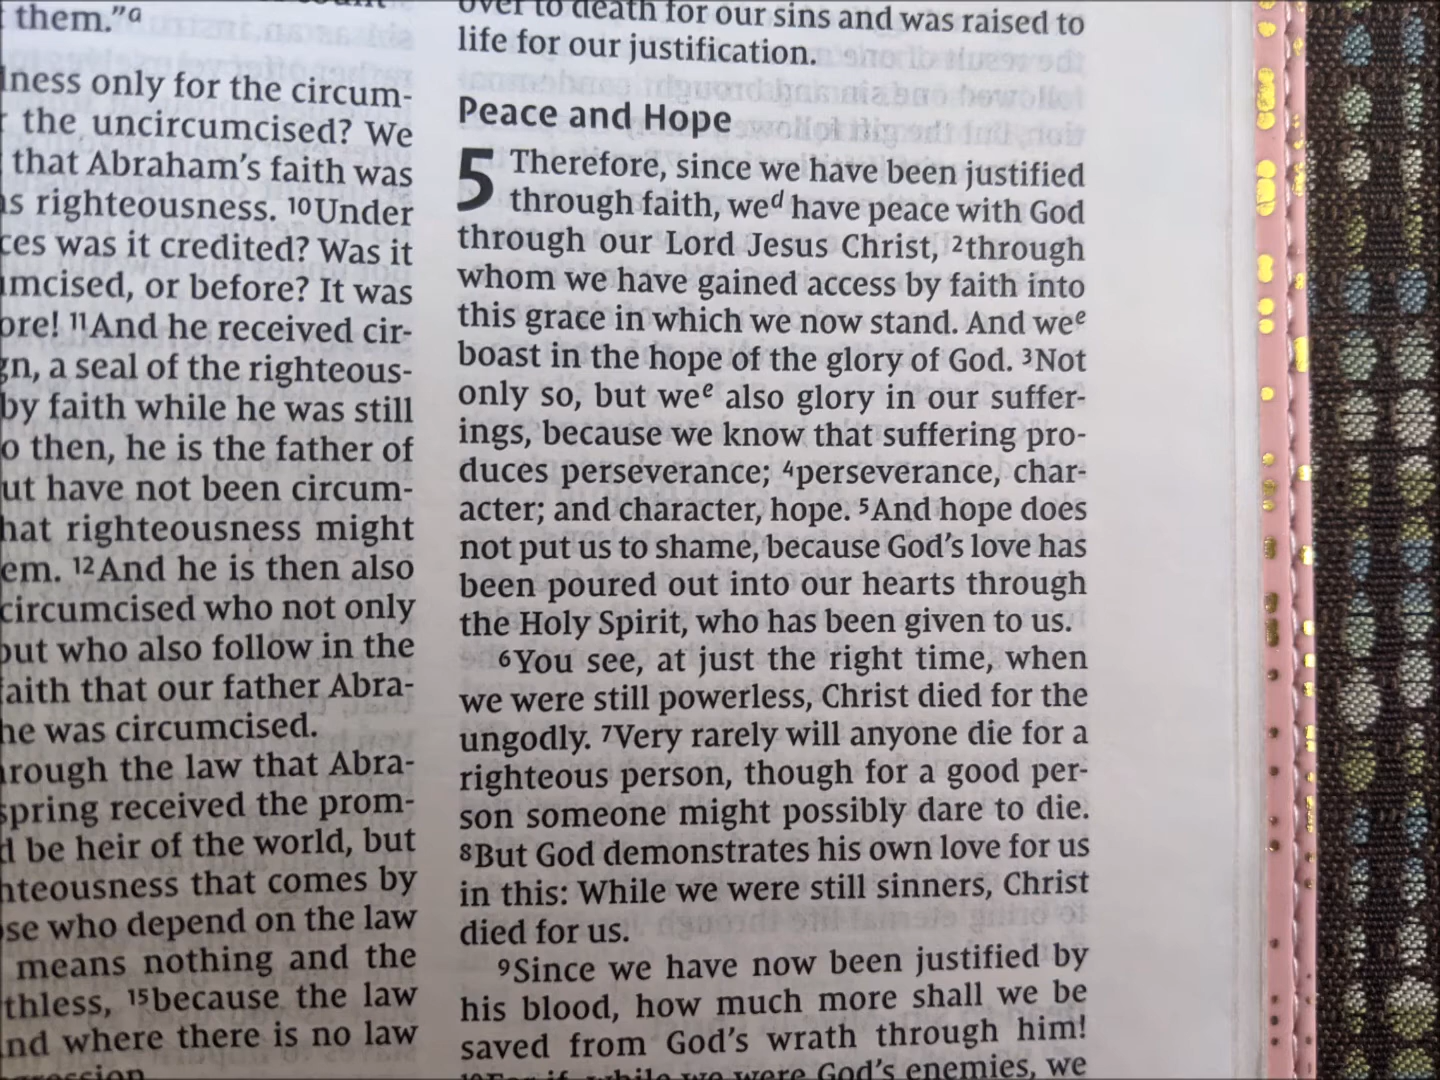 them."a
ness only for the circum-
the uncircumcised? We
that Abraham's faith was
righteousness. 10Under
was it credited? Was it
or before? It was
11And he received cir-
a seal of the righteous-
by faith while he was still
then, he is the father of
have not been circum-
righteousness might
12And he is then also
circumcised who not only
who also follow in the
that our father Abra-
was circumcised.
the law that Abra-
received the prom-
be heir of the world, but
that comes by
who depend on the law
means nothing and the
15because the law
where there is no law
over to death for our sins and was raised to
life for our justification.
Peace and Hope
5 Therefore, since we have been justified
through faith, wed have peace with God
through our Lord Jesus Christ, 2through
whom we have gained access by faith into
this grace in which we now stand. And wee
boast in the hope of the glory of God. 3Not
only so, but wee also glory in our suffer-
ings, because we know that suffering pro-
duces perseverance; 4perseverance, char-
acter; and character, hope. 5And hope does
not put us to shame, because God's love has
been poured out into our hearts through
the Holy Spirit, who has been given to us.
6You see, at just the right time, when
we were still powerless, Christ died for the
ungodly. 7Very rarely will anyone die for a
righteous person, though for a good per-
son someone might possibly dare to die.
8But God demonstrates his own love for us
in this: While we were still sinners, Christ
died for us.
9Since we have now been justified by
his blood, how much more shall we be
saved from God's wrath through him!
10For if, while we were God's enemies, we